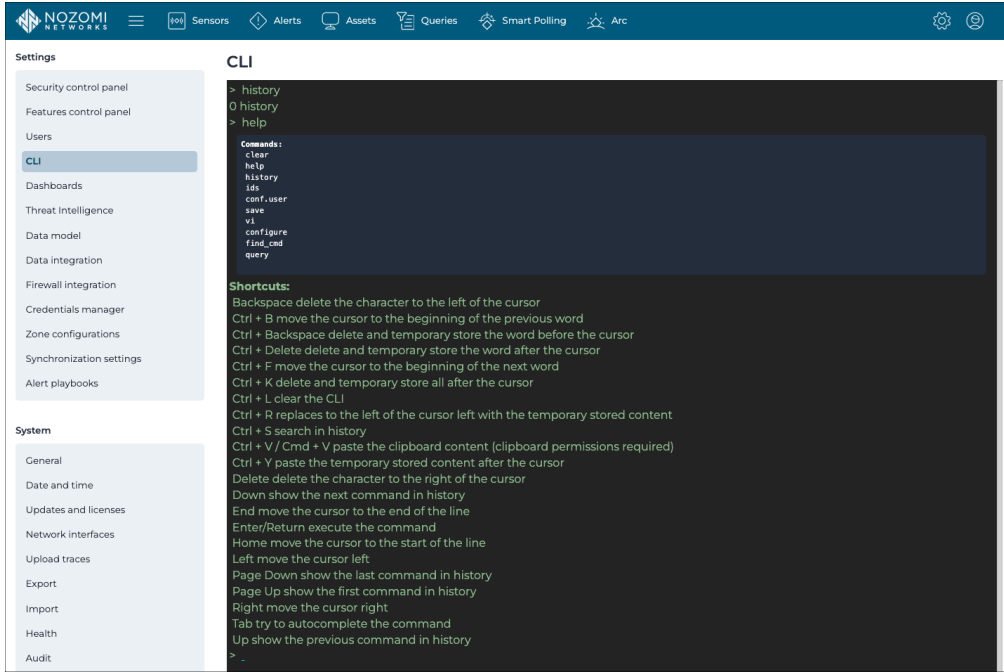 NOZOMI
NETWORKS
Sensors
Alerts
Assets
Queries
Smart Polling
Arc
Settings
Security control panel
Features control panel
Users
CLI
Dashboards
Threat Intelligence
Data model
Data integration
Firewall integration
Credentials manager
Zone configurations
Synchronization settings
Alert playbooks
System
General
Date and time
Updates and licenses
Network interfaces
Upload traces
Export
Import
Health
Audit
CLI
> history
0 history
> help
Commands:
clear
help
history
ids
conf.user
save
vi
configure
find_cmd
query
Shortcuts:
Backspace delete the character to the left of the cursor
Ctrl + B move the cursor to the beginning of the previous word
Ctrl + Backspace delete and temporary store the word before the cursor
Ctrl + Delete delete and temporary store the word after the cursor
Ctrl + F move the cursor to the beginning of the next word
Ctrl + K delete and temporary store all after the cursor
Ctrl + L clear the CLI
Ctrl + R replaces to the left of the cursor left with the temporary stored content
Ctrl + S search in history
Ctrl + V / Cmd + V paste the clipboard content (clipboard permissions required)
Ctrl + Y paste the temporary stored content after the cursor
Delete delete the character to the right of the cursor
Down show the next command in history
End move the cursor to the end of the line
Enter/Return execute the command
Home move the cursor to the start of the line
Left move the cursor left
Page Down show the last command in history
Page Up show the first command in history
Right move the cursor right
Tab try to autocomplete the command
Up show the previous command in history
> _